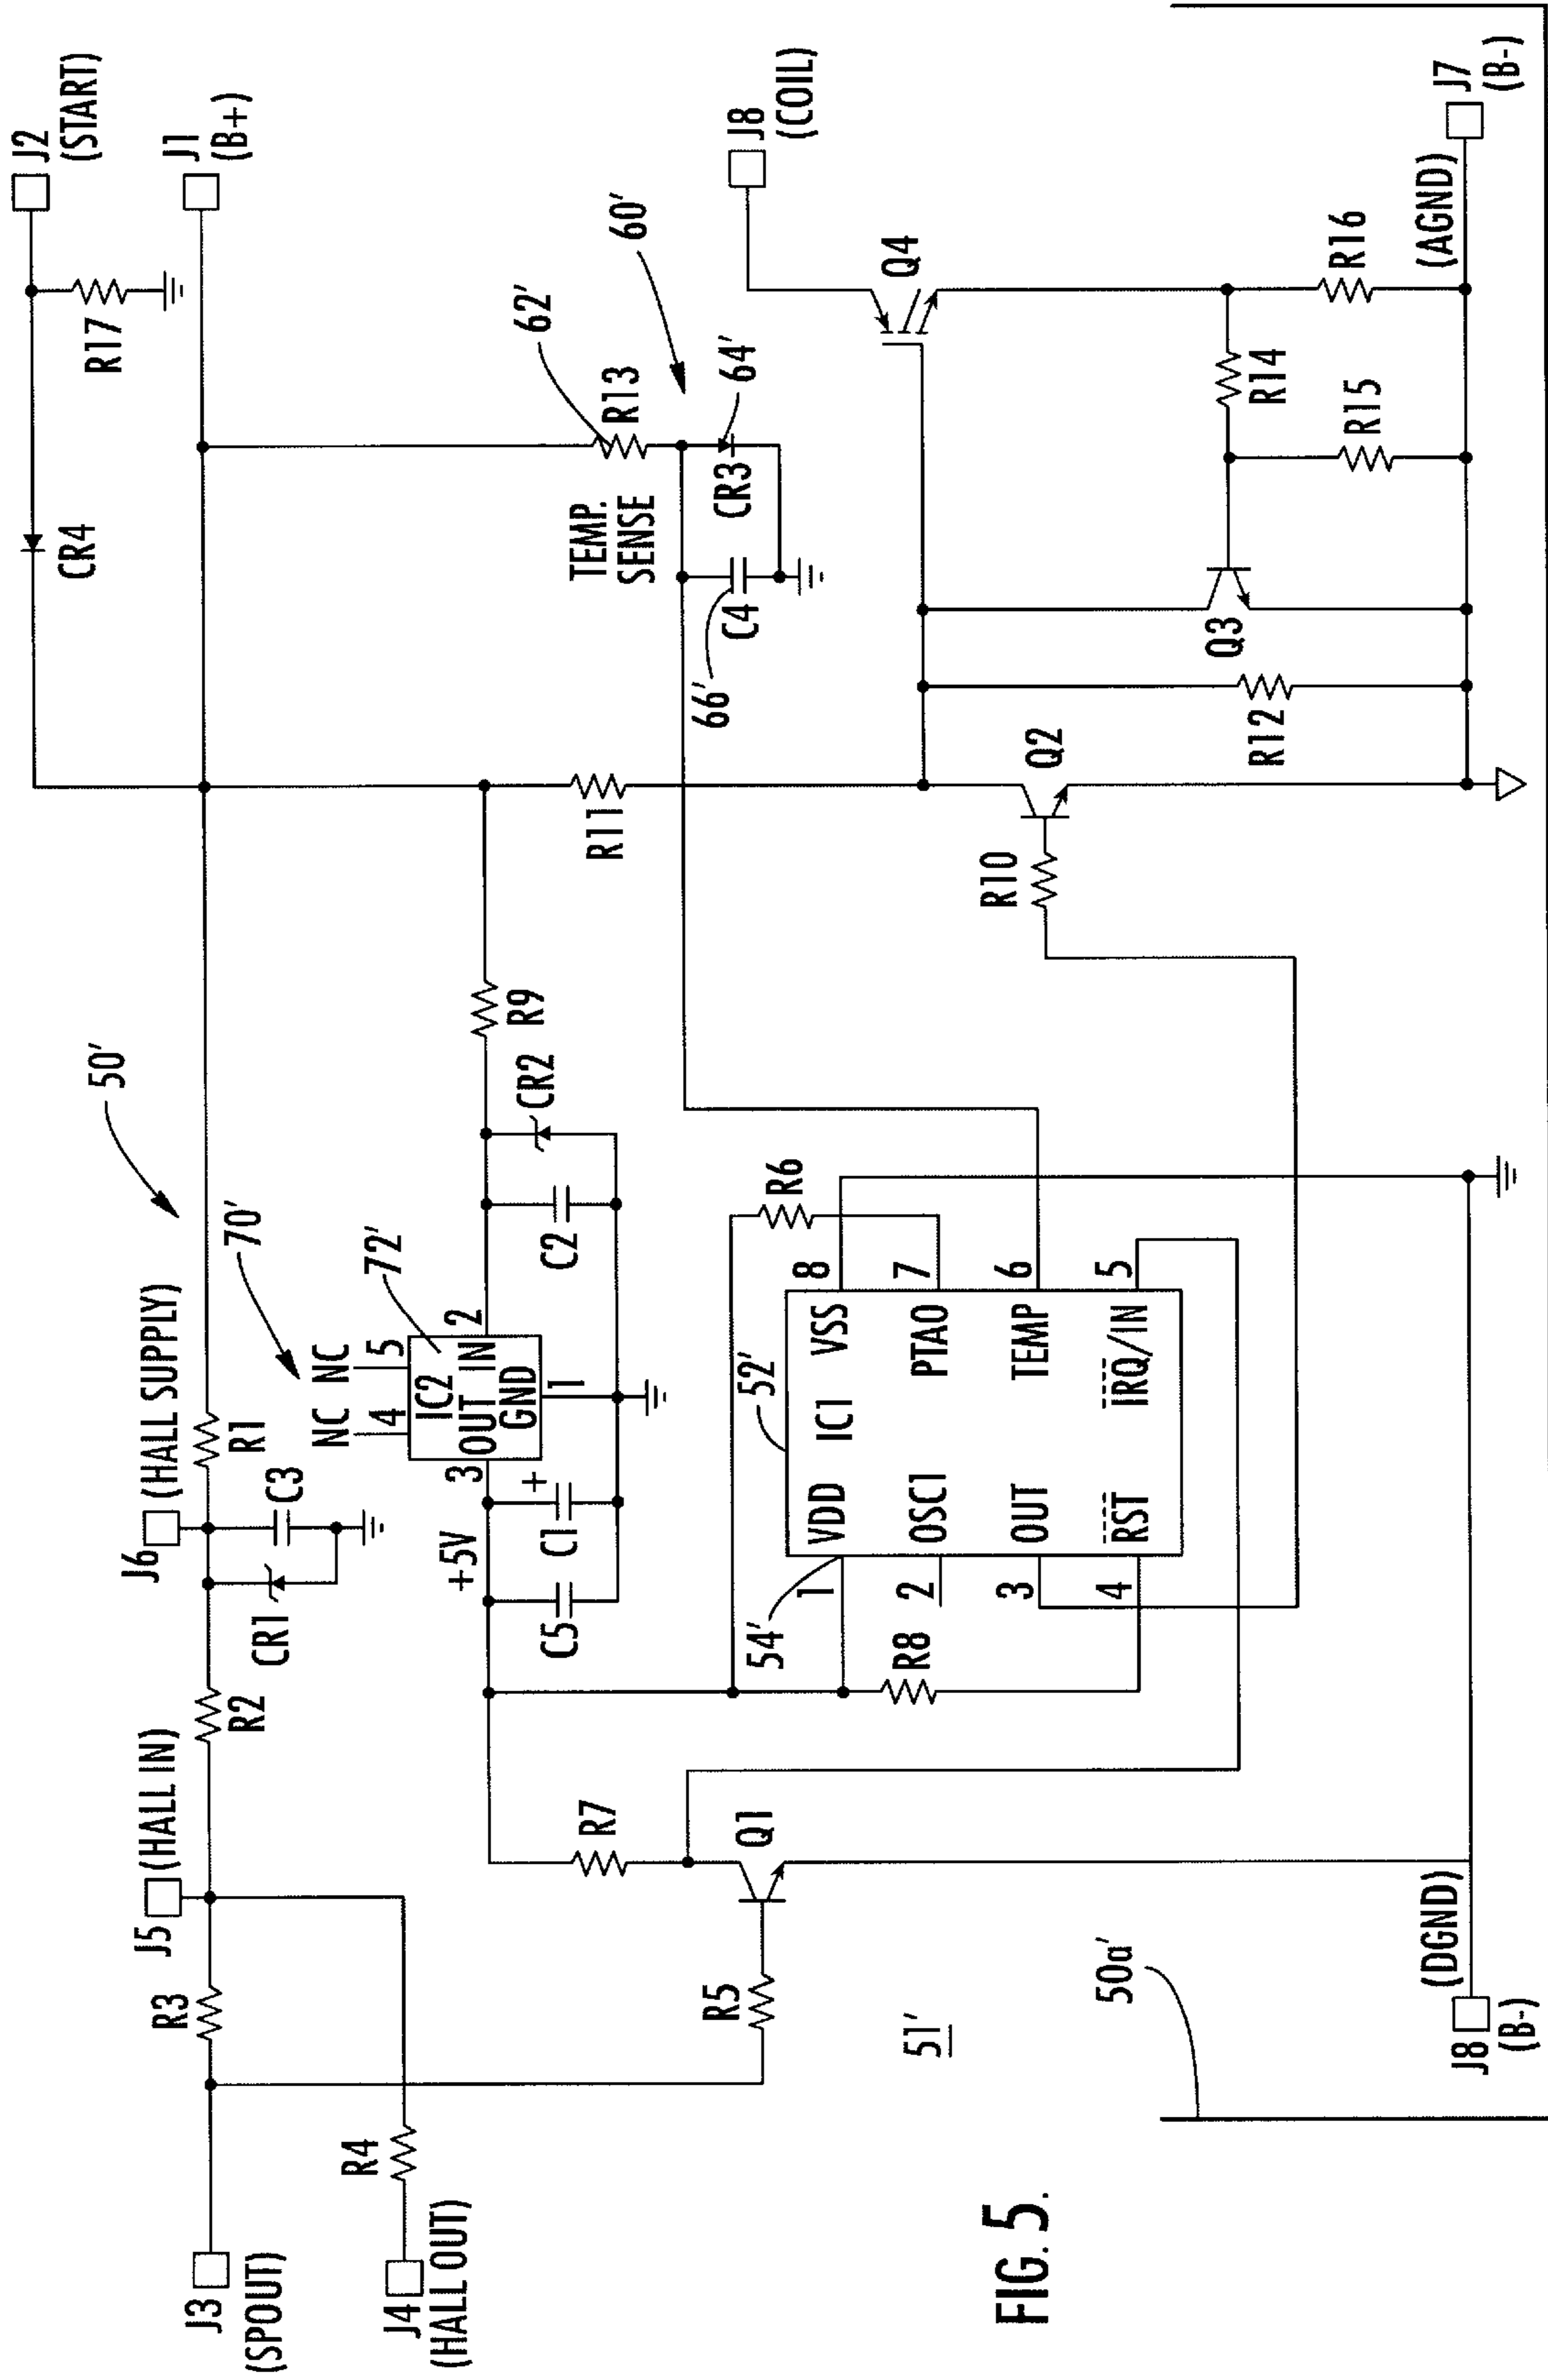 J2
(START)
J1
(B+)
R17
CR4
50'
J6
(HALL SUPPLY)
R1
C3
CR1
R2
J5
(HALL IN)
R3
J3
(SPOUT)
R4
J4
(HALL OUT)
70'
72'
NC NC
4 5
IC2
OUT IN
GND
3
2
1
+5V
C1
+
C5
C2
CR2
R9
R11
62'
R13
60'
TEMP.
SENSE
64'
CR3
C4
66'
J8
(COIL)
Q4
R14
R16
R15
Q3
R12
Q2
R10
(AGND)
J7
(B-)
R7
Q1
R5
R8
R6
54'
52'
IC1
VDD
VSS
OSC1
PTA0
OUT
TEMP
RST
IRQ/IN
1
2
3
4
8
7
6
5
51'
50a'
(DGND)
J8
(B-)
FIG. 5.